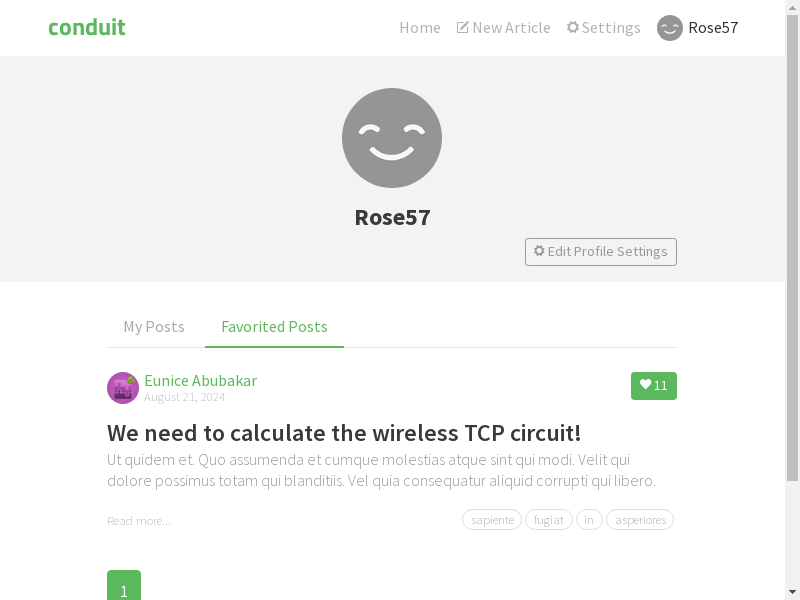 conduit
Home New Article Settings Rose57
Rose57
Edit Profile Settings
My Posts Favorited Posts
Eunice Abubakar
August 21, 2024
11
We need to calculate the wireless TCP circuit!
Ut quidem et. Quo assumenda et cumque molestias atque sint qui modi. Velit qui
dolore possimus totam qui blanditiis. Vel quia consequatur aliquid corrupti qui libero.
Read more...
sapiente fugiat in asperiores
1